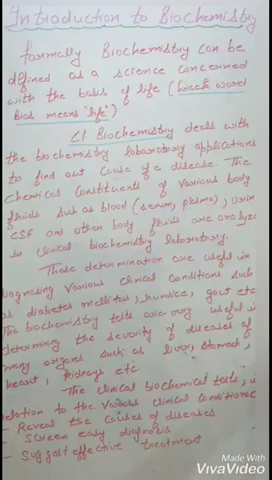 Introduction to Biochemistry
Formally Biochemistry can be
defined as a science concerned
with the basis of life (Greek word
bios means "life")
Cl. Biochemistry deals with
the biochemistry laboratory applications
to find out cause of a disease. The
chemical constituents of various body
fluids such as blood (serum, plasma), urin
CSF and other body fluids are analyze
in clinical biochemistry laboratory.
These determination are useful in
diagnosing various clinical conditions such
as diabetes mellitus, gout etc
The biochemistry tests are very useful in
determining the severity of diseases of
many organs such as liver, stomach,
heart, kidneys etc.
The clinical biochemical tests, in
relation to the various clinical conditions
- Reveal the causes of diseases
- Screen easy diagnosis
- Suggest effective treatment
Made With
VivaVideo